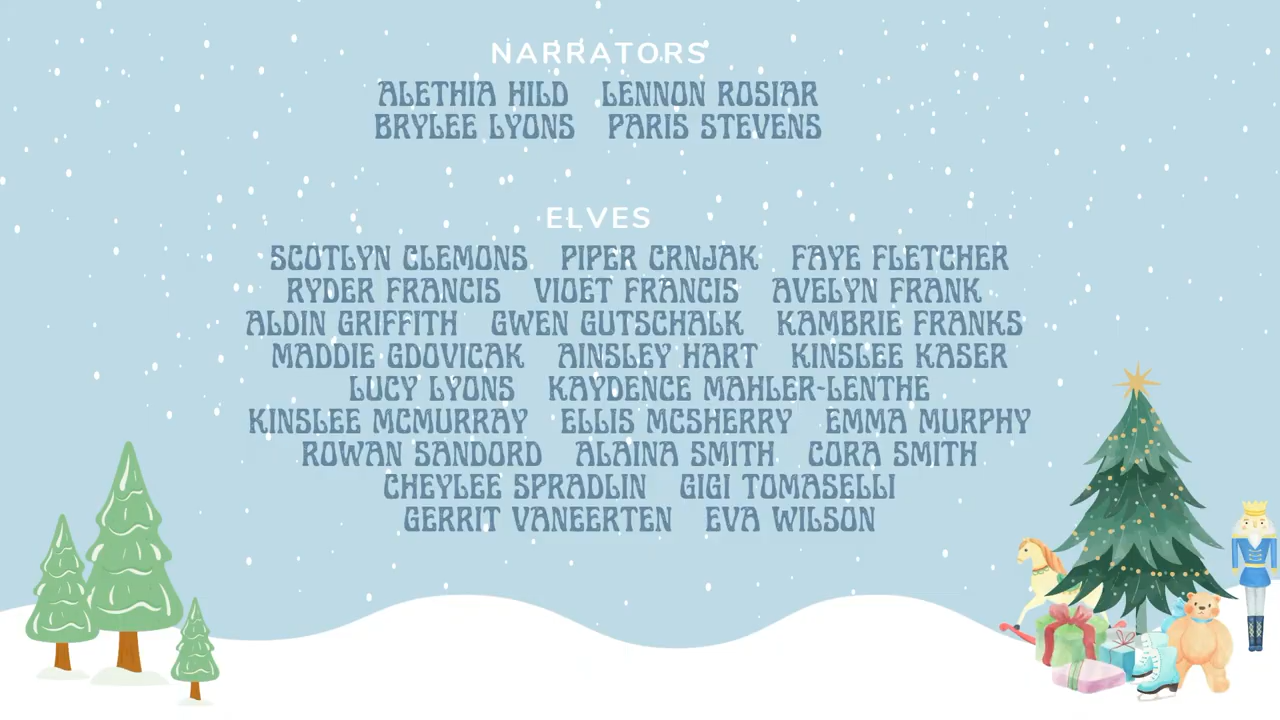 NARRATORS
ALETHIA HILD LENNON ROSIAR
BRYLEE LYONS PARIS STEVENS
ELVES
SCOTLYN CLEMONS PIPER CRNJAK FAYE FLETCHER
RYDER FRANCIS VIOET FRANCIS AVELYN FRANK
ALDIN GRIFFITH GWEN GUTSCHALK KAMBRIE FRANKS
MADDIE GDOVICAK AINSLEY HART KINSLEE KASER
LUCY LYONS KAYDENCE MAHLER-LENTHE
KINSLEE MCMURRAY ELLIS MCSHERRY EMMA MURPHY
ROWAN SANDORD ALAINA SMITH CORA SMITH
CHEYLEE SPRADLIN GIGI TOMASELLI
GERRIT VANEERTEN EVA WILSON